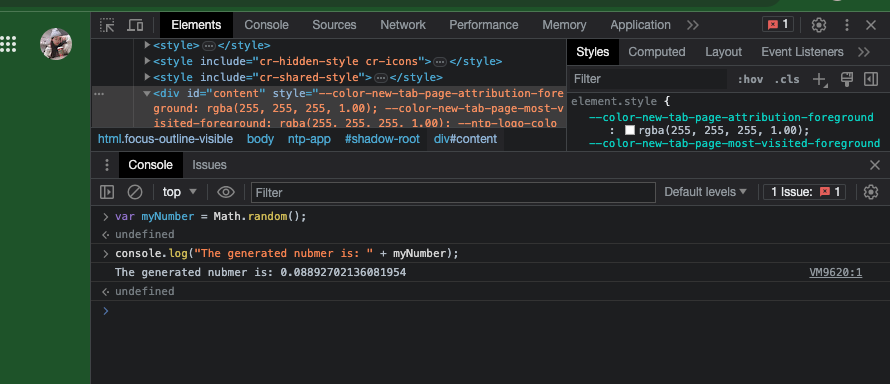 Elements Console Sources Network Performance Memory Application >> 1
<style>…</style>
<style include="cr-hidden-style cr-icons">…</style>
<style include="cr-shared-style">…</style>
… <div id="content" style="--color-new-tab-page-attribution-fore
ground: rgba(255, 255, 255, 1.00); --color-new-tab-page-most-v
isited-foreground: rgba(255, 255, 255, 1.00); --ntp-logo-colo
html.focus-outline-visible body ntp-app #shadow-root div#content
Styles Computed Layout Event Listeners >>
Filter :hov .cls
element.style {
--color-new-tab-page-attribution-foreground
: rgba(255, 255, 255, 1.00);
--color-new-tab-page-most-visited-foreground
Console Issues
top Filter Default levels 1 Issue: 1
> var myNumber = Math.random();
undefined
> console.log("The generated nubmer is: " + myNumber);
The generated nubmer is: 0.08892702136081954 VM9620:1
undefined
>